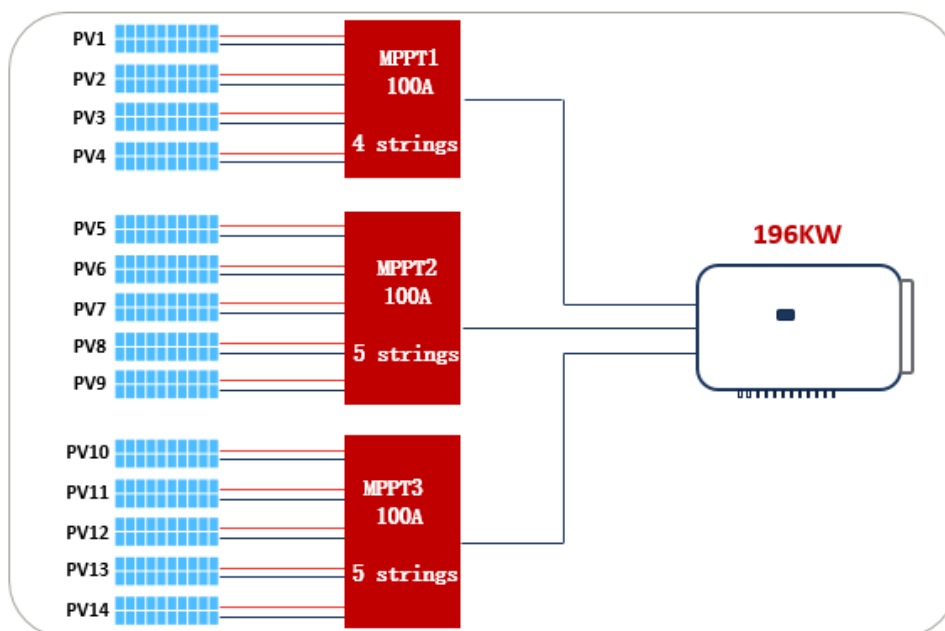 PV1
PV2
PV3
PV4
MPPT1
100A
4 strings
PV5
PV6
PV7
PV8
PV9
MPPT2
100A
5 strings
196KW
PV10
PV11
PV12
PV13
PV14
MPPT3
100A
5 strings